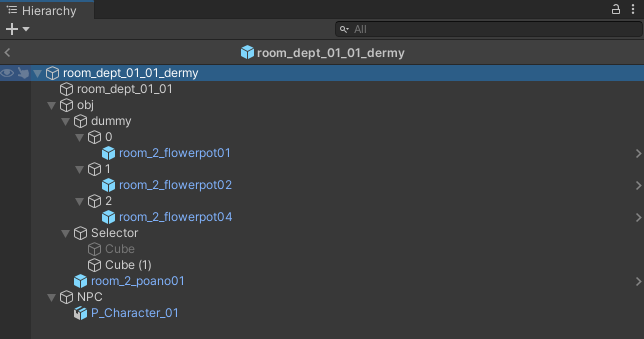 Hierarchy
All
room_dept_01_01_dermy
room_dept_01_01_dermy
room_dept_01_01
obj
dummy
0
room_2_flowerpot01
1
room_2_flowerpot02
2
room_2_flowerpot04
Selector
Cube
Cube (1)
room_2_poano01
NPC
P_Character_01